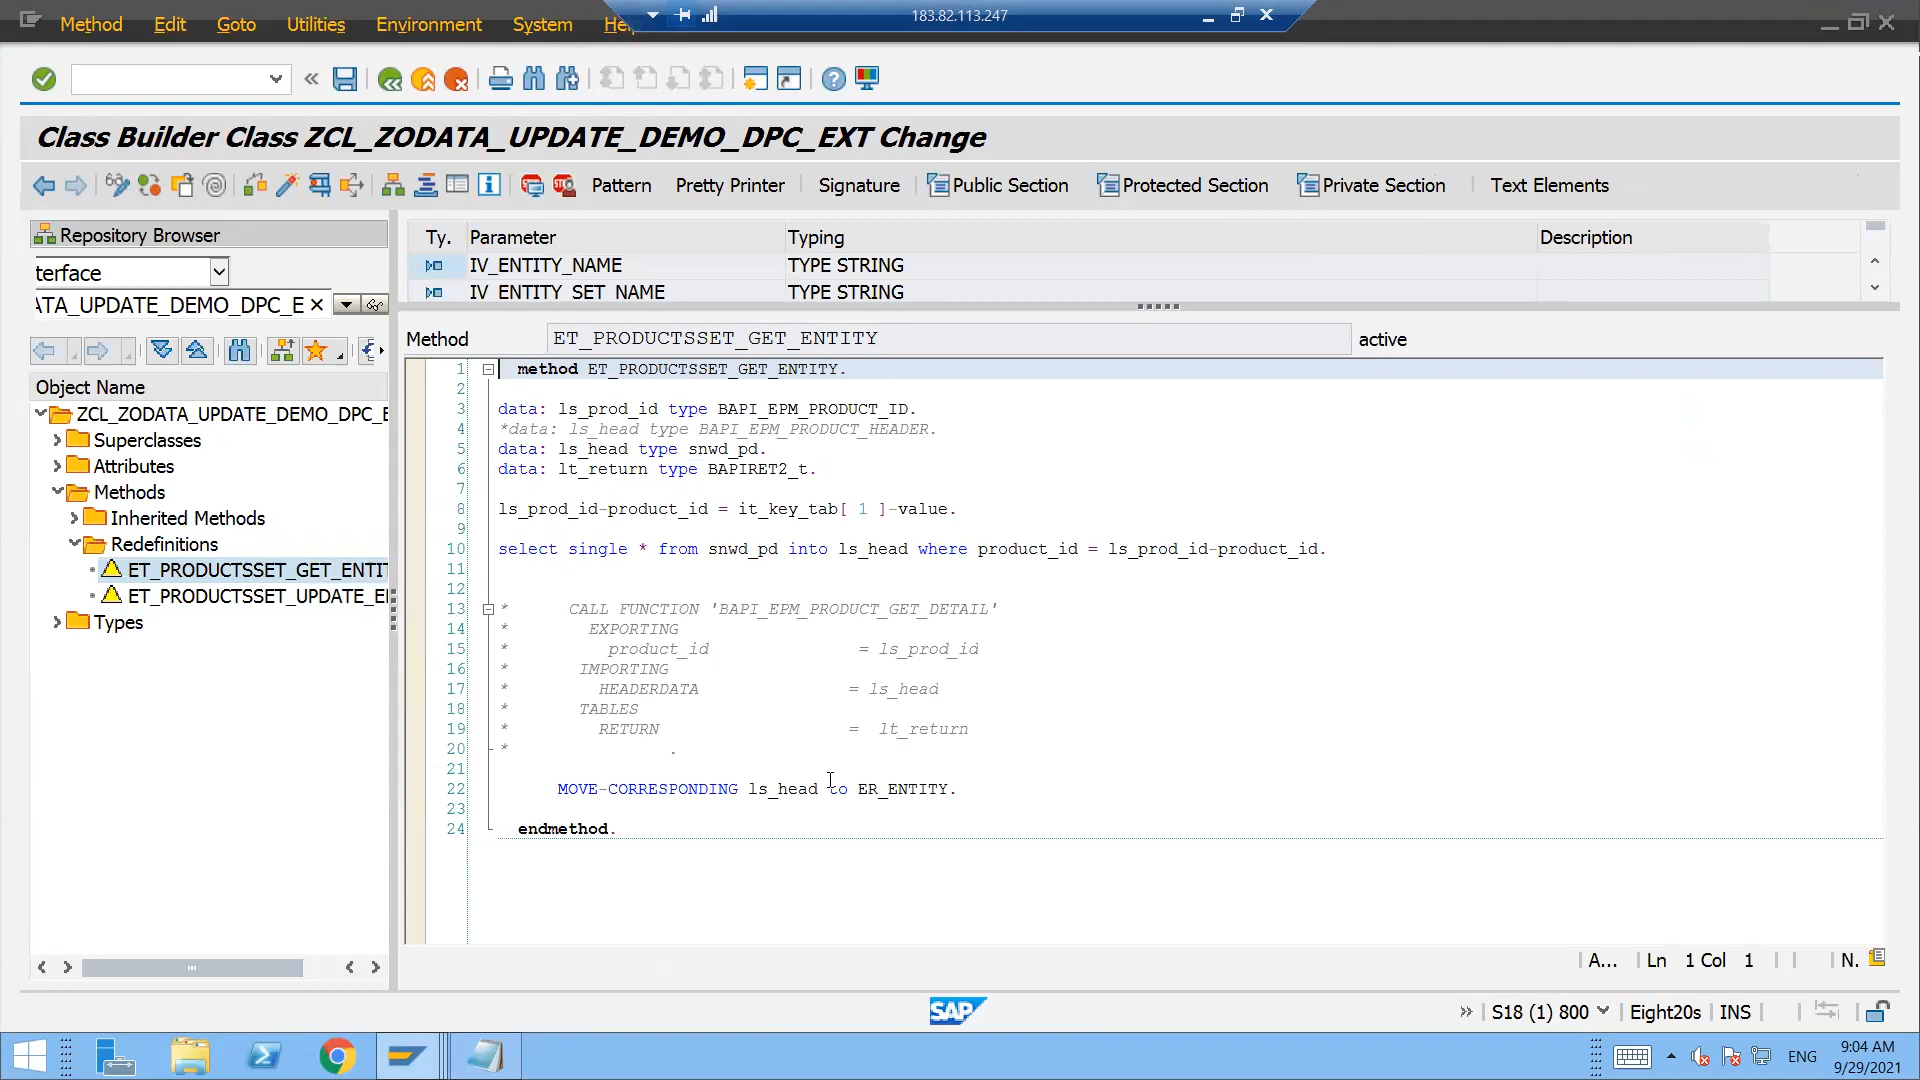 183.82.113.247
Method Edit Goto Utilities Environment System
Class Builder Class ZCL_ZODATA_UPDATE_DEMO_DPC_EXT Change
Pattern Pretty Printer Signature Public Section Protected Section Private Section Text Elements
Repository Browser
terface
ATA_UPDATE_DEMO_DPC_E
Object Name
ZCL_ZODATA_UPDATE_DEMO_DPC_E
Superclasses
Attributes
Methods
Inherited Methods
Redefinitions
ET_PRODUCTSSET_GET_ENTIT
ET_PRODUCTSSET_UPDATE_E
Types
Ty. Parameter Typing Description
IV_ENTITY_NAME TYPE STRING
IV_ENTITY_SET_NAME TYPE STRING
Method ET_PRODUCTSSET_GET_ENTITY active
1 method ET_PRODUCTSSET_GET_ENTITY.
2
3 data: ls_prod_id type BAPI_EPM_PRODUCT_ID.
4 *data: ls_head type BAPI_EPM_PRODUCT_HEADER.
5 data: ls_head type snwd_pd.
6 data: lt_return type BAPIRET2_t.
7
8 ls_prod_id-product_id = it_key_tab[ 1 ]-value.
9
10 select single * from snwd_pd into ls_head where product_id = ls_prod_id-product_id.
11
12
13 * CALL FUNCTION 'BAPI_EPM_PRODUCT_GET_DETAIL'
14 * EXPORTING
15 * product_id = ls_prod_id
16 * IMPORTING
17 * HEADERDATA = ls_head
18 * TABLES
19 * RETURN = lt_return
20 * .
21
22 MOVE-CORRESPONDING ls_head to ER_ENTITY.
23
24 endmethod.
A... Ln 1 Col 1 N.
SAP
S18 (1) 800 Eight20s INS
ENG
9:04 AM
9/29/2021